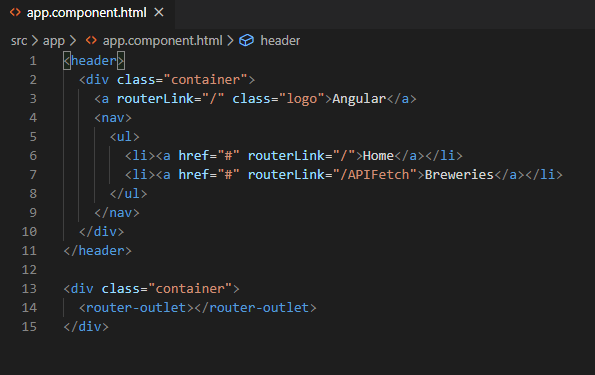 app.component.html ×
src > app > app.component.html > header
1 <header>
2 <div class="container">
3 <a routerLink="/" class="logo">Angular</a>
4 <nav>
5 <ul>
6 <li><a href="#" routerLink="/">Home</a></li>
7 <li><a href="#" routerLink="/APIFetch">Breweries</a></li>
8 </ul>
9 </nav>
10 </div>
11 </header>
12
13 <div class="container">
14 <router-outlet></router-outlet>
15 </div>